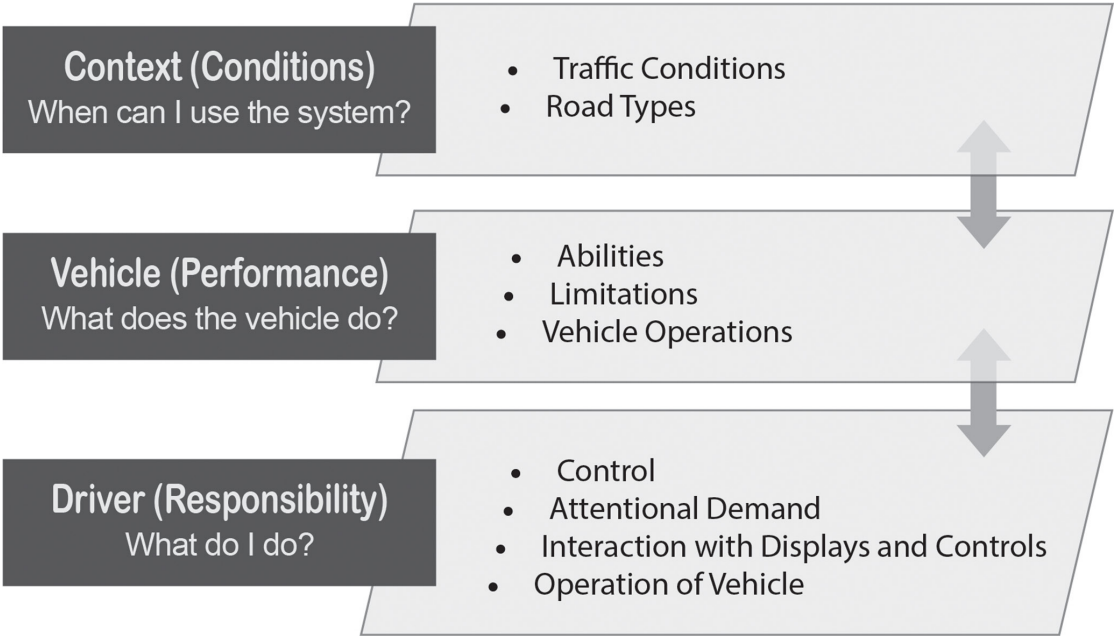 Context (Conditions)
When can I use the system?
• Traffic Conditions
• Road Types
Vehicle (Performance)
What does the vehicle do?
• Abilities
• Limitations
• Vehicle Operations
Driver (Responsibility)
What do I do?
• Control
• Attentional Demand
• Interaction with Displays and Controls
• Operation of Vehicle